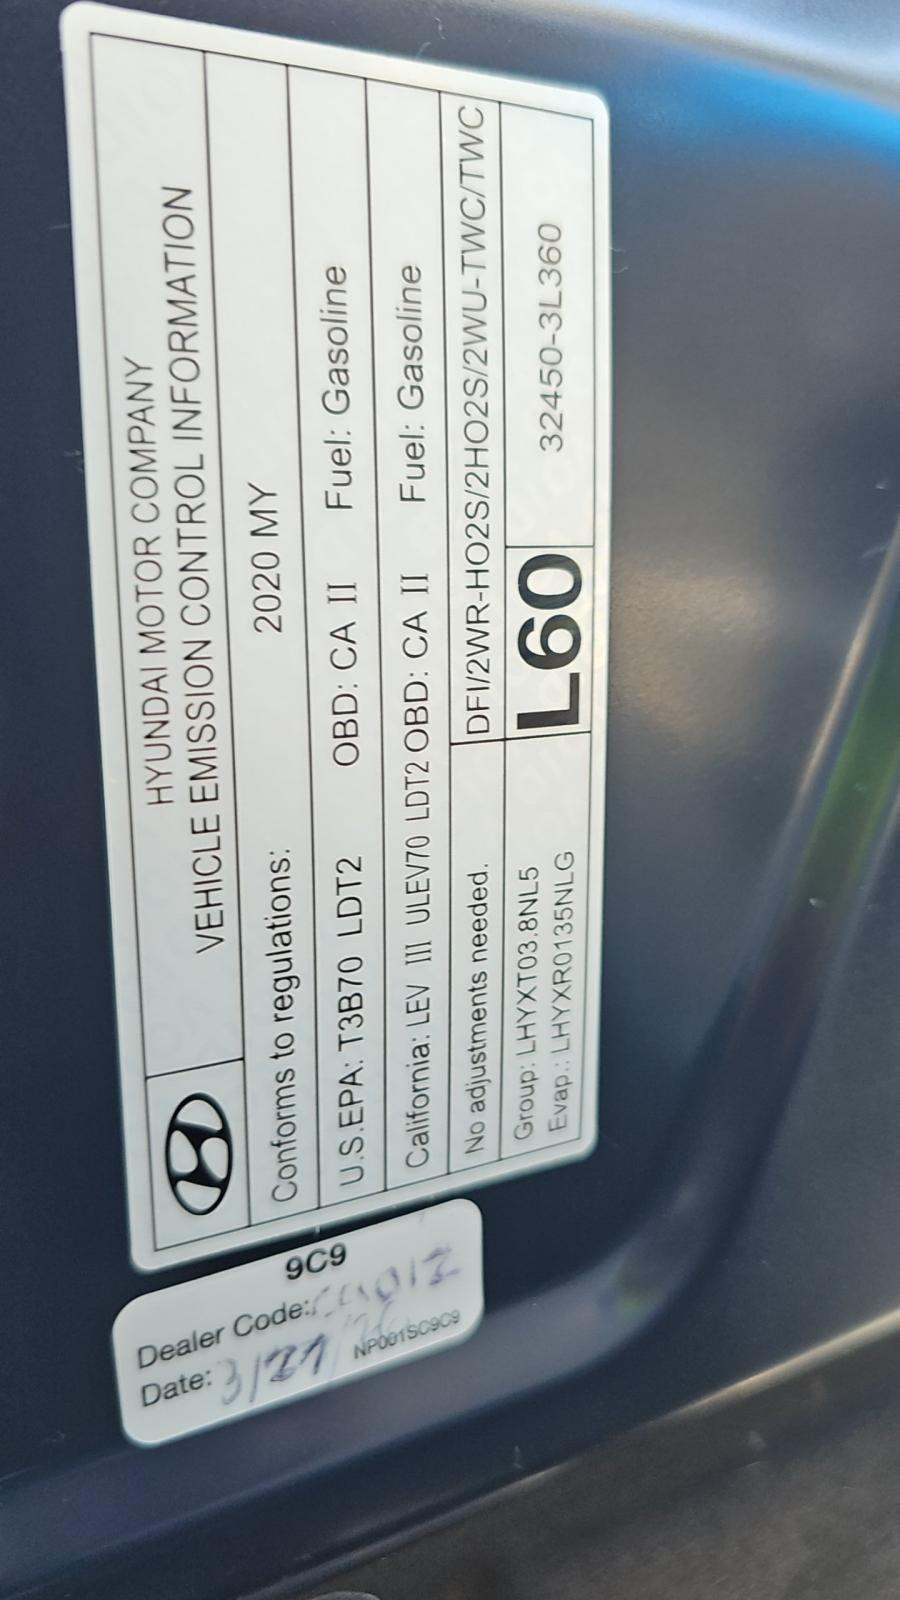 HYUNDAI MOTOR COMPANY
VEHICLE EMISSION CONTROL INFORMATION
Conforms to regulations: 2020 MY
U.S.EPA: T3B70 LDT2 OBD: CA II Fuel: Gasoline
California: LEV III ULEV70 LDT2 OBD: CA II Fuel: Gasoline
No adjustments needed. DFI/2WR-HO2S/2HO2S/2WU-TWC/TWC
Group: LHYXT03.8NL5
Evap.: LHYXR0135NLG
L60
32450-3L360
9C9
Dealer Code:
Date: 3/27/
NP001SC9C9